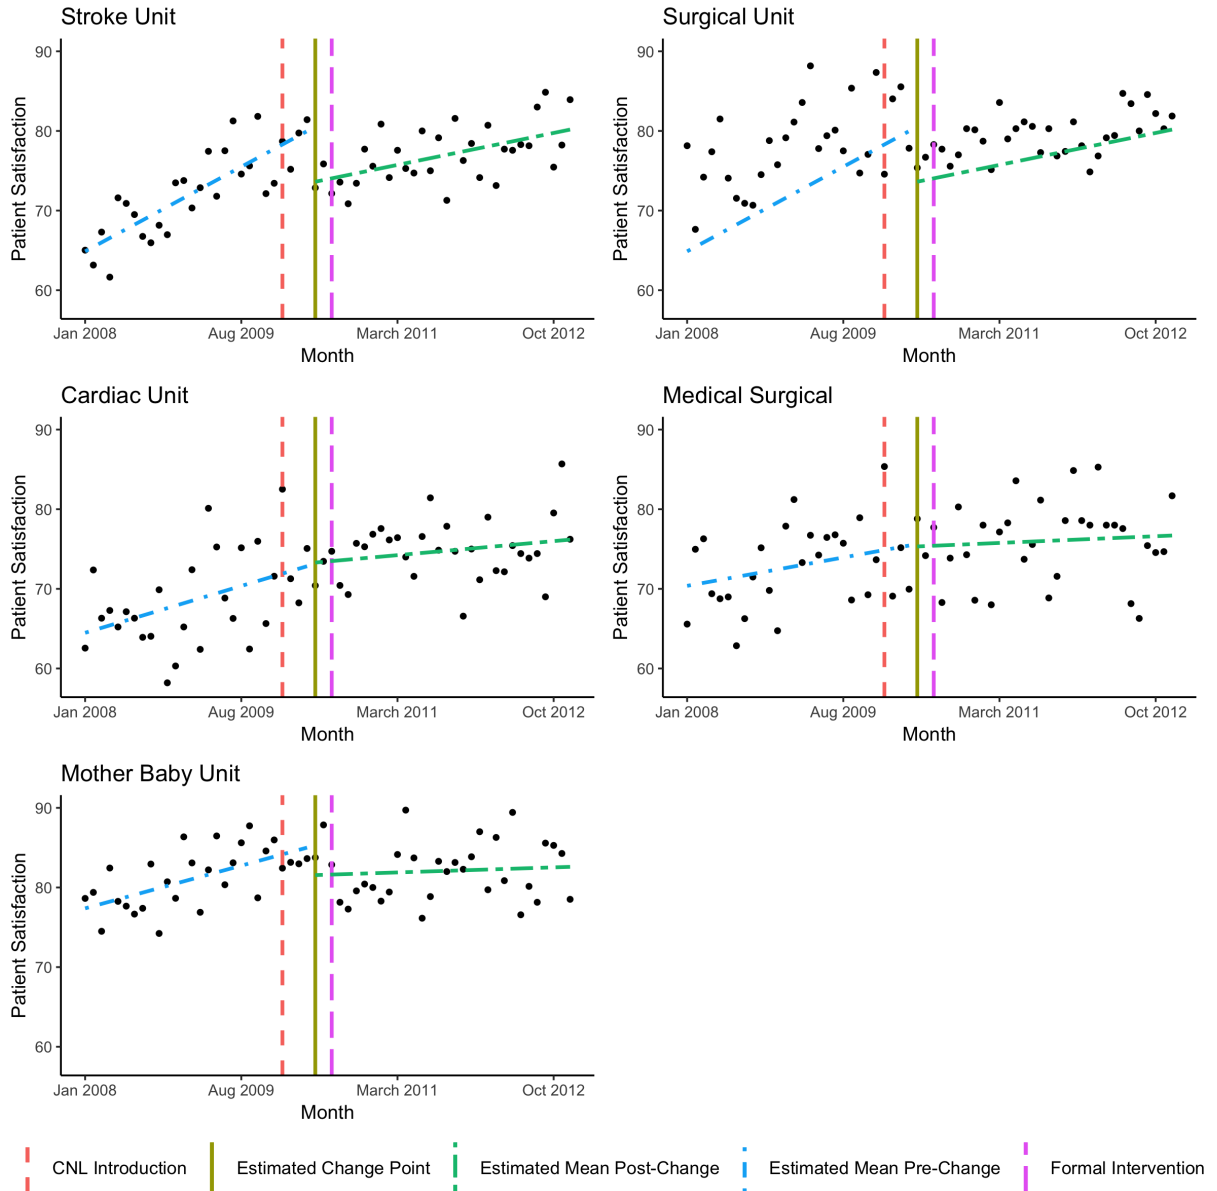 Stroke Unit
90
80
70
60
Patient Satisfaction
Jan 2008 Aug 2009 March 2011 Oct 2012
Month
Surgical Unit
90
80
70
60
Patient Satisfaction
Jan 2008 Aug 2009 March 2011 Oct 2012
Month
Cardiac Unit
90
80
70
60
Patient Satisfaction
Jan 2008 Aug 2009 March 2011 Oct 2012
Month
Medical Surgical
90
80
70
60
Patient Satisfaction
Jan 2008 Aug 2009 March 2011 Oct 2012
Month
Mother Baby Unit
90
80
70
60
Patient Satisfaction
Jan 2008 Aug 2009 March 2011 Oct 2012
Month
CNL Introduction Estimated Change Point Estimated Mean Post-Change Estimated Mean Pre-Change Formal Intervention